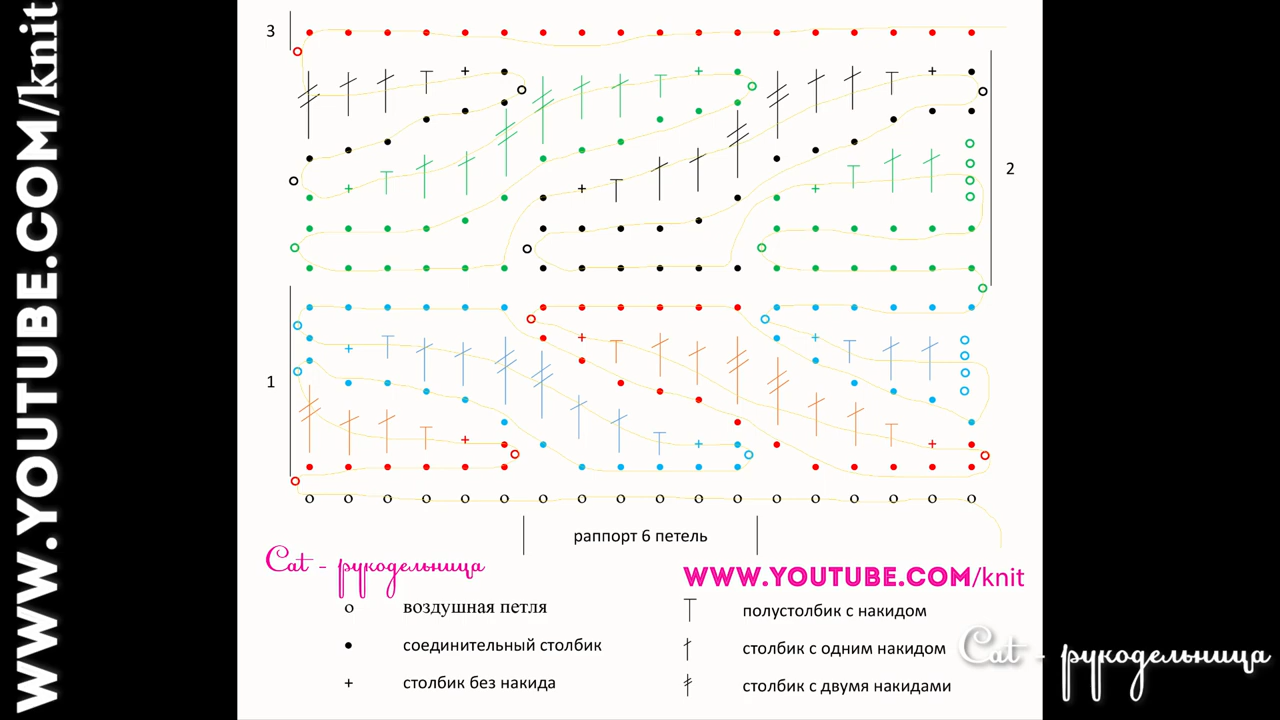 WWW.YOUTUBE.COM/knit
3
2
1
раппорт 6 петель
Cat - рукодельница
WWW.YOUTUBE.COM/knit
воздушная петля
соединительный столбик
столбик без накида
полустолбик с накидом
столбик с одним накидом
столбик с двумя накидами
Cat - рукодельница